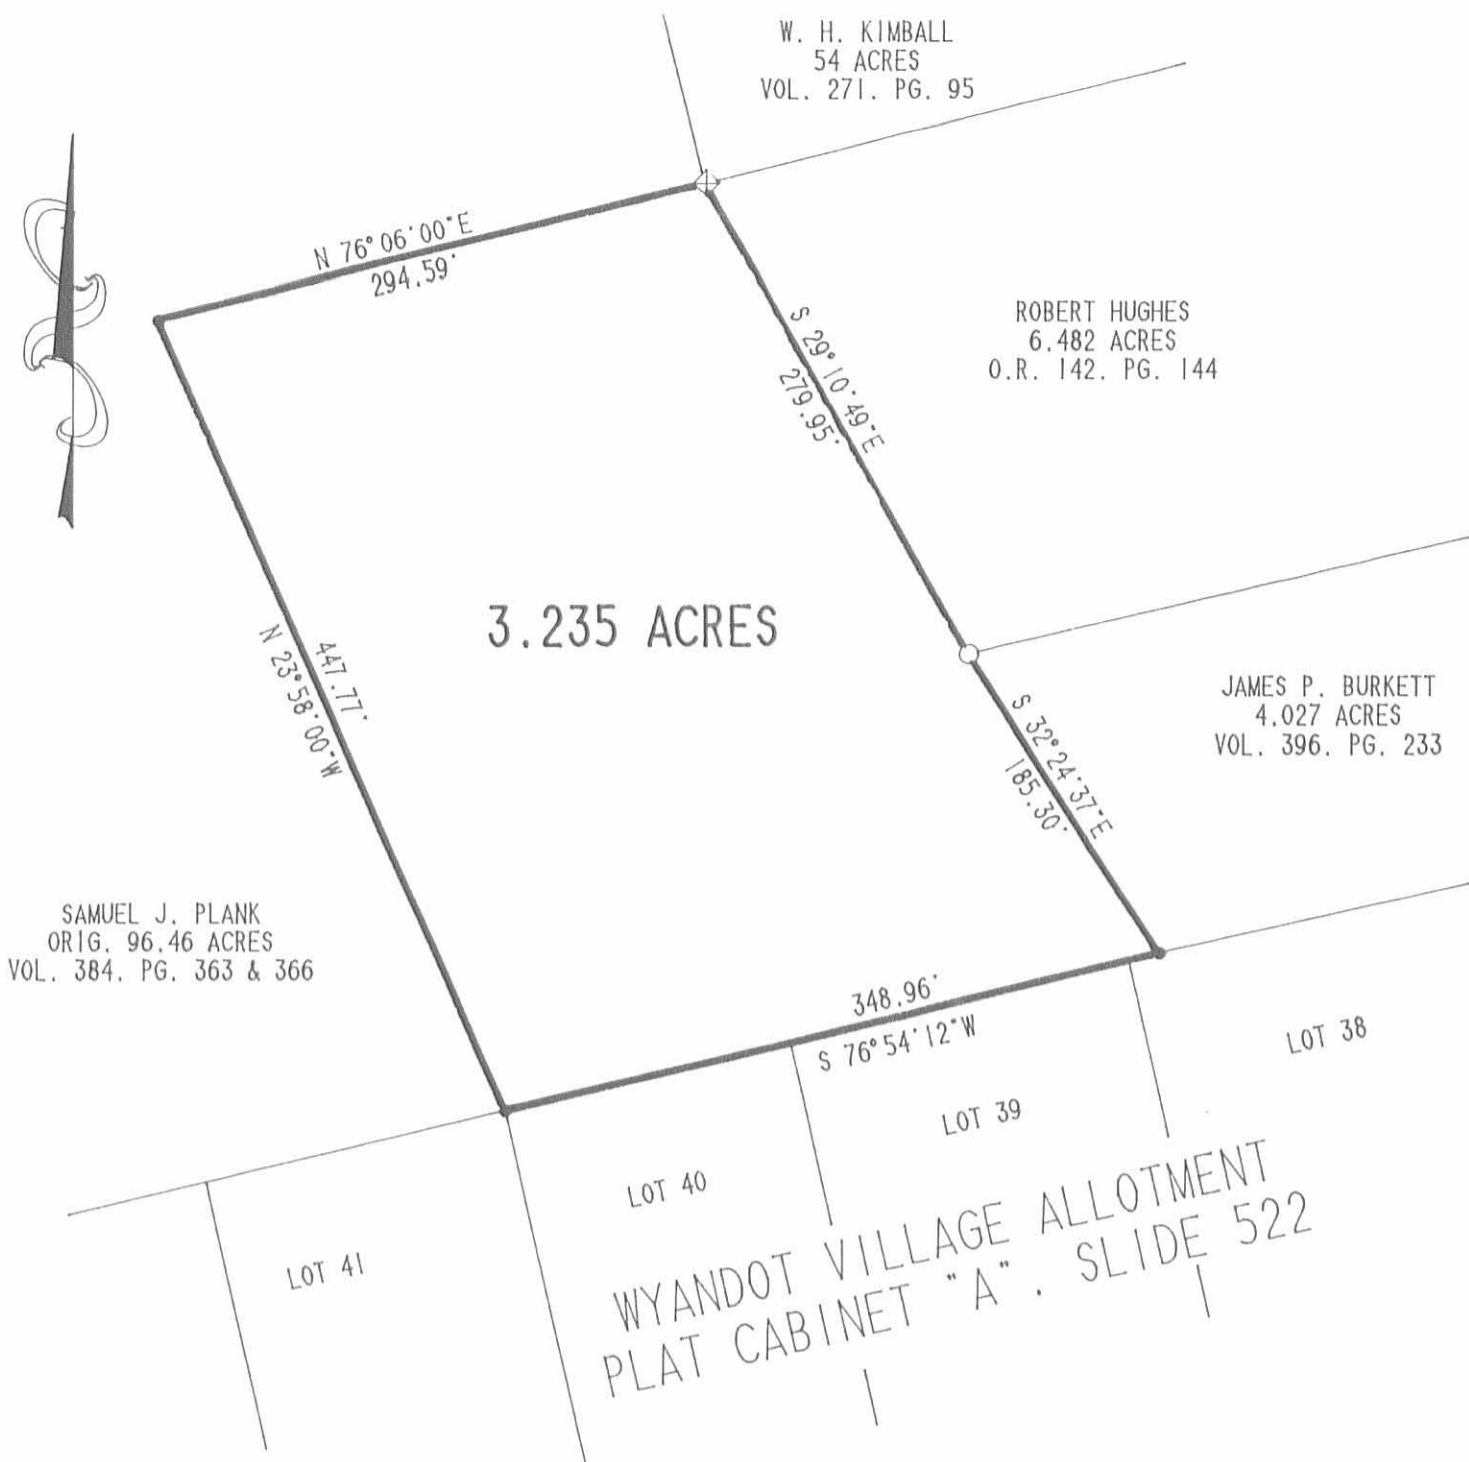 W. H. KIMBALL
54 ACRES
VOL. 271. PG. 95
N 76°06'00"E
294.59'
S 29°10'49"E
279.95'
ROBERT HUGHES
6.482 ACRES
O.R. 142. PG. 144
3.235 ACRES
447.77'
N 23°58'00"W
S 32°24'37"E
185.30'
JAMES P. BURKETT
4.027 ACRES
VOL. 396. PG. 233
SAMUEL J. PLANK
ORIG. 96.46 ACRES
VOL. 384. PG. 363 & 366
348.96'
S 76°54'12"W
LOT 38
LOT 39
LOT 40
LOT 41
WYANDOT VILLAGE ALLOTMENT
PLAT CABINET "A". SLIDE 522